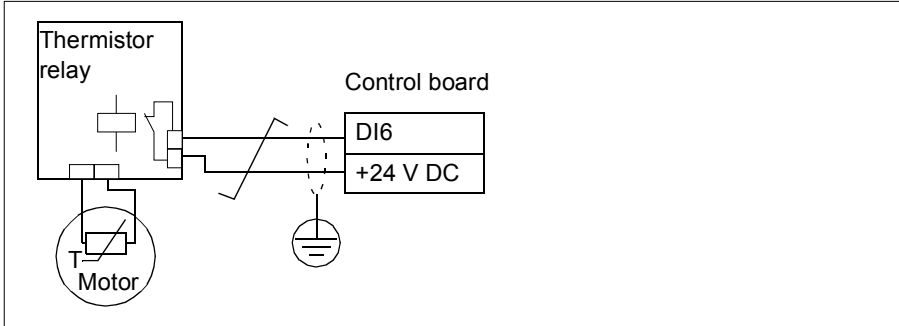 Thermistor
relay
Control board
DI6
+24 V DC
T
Motor